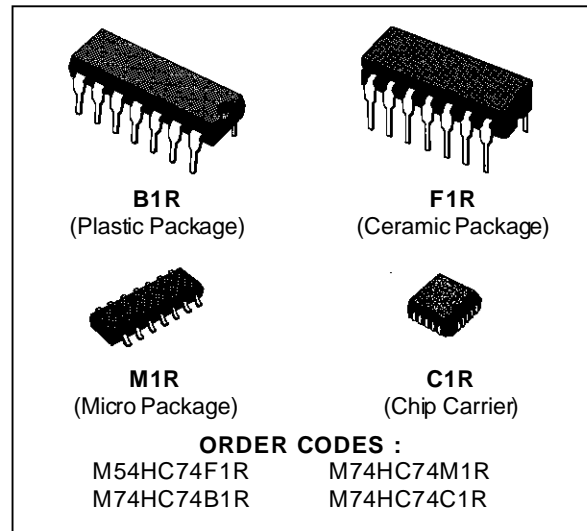 B1R
(Plastic Package)
F1R
(Ceramic Package)
M1R
(Micro Package)
C1R
(Chip Carrier)
ORDER CODES :
M54HC74F1R M74HC74M1R
M74HC74B1R M74HC74C1R